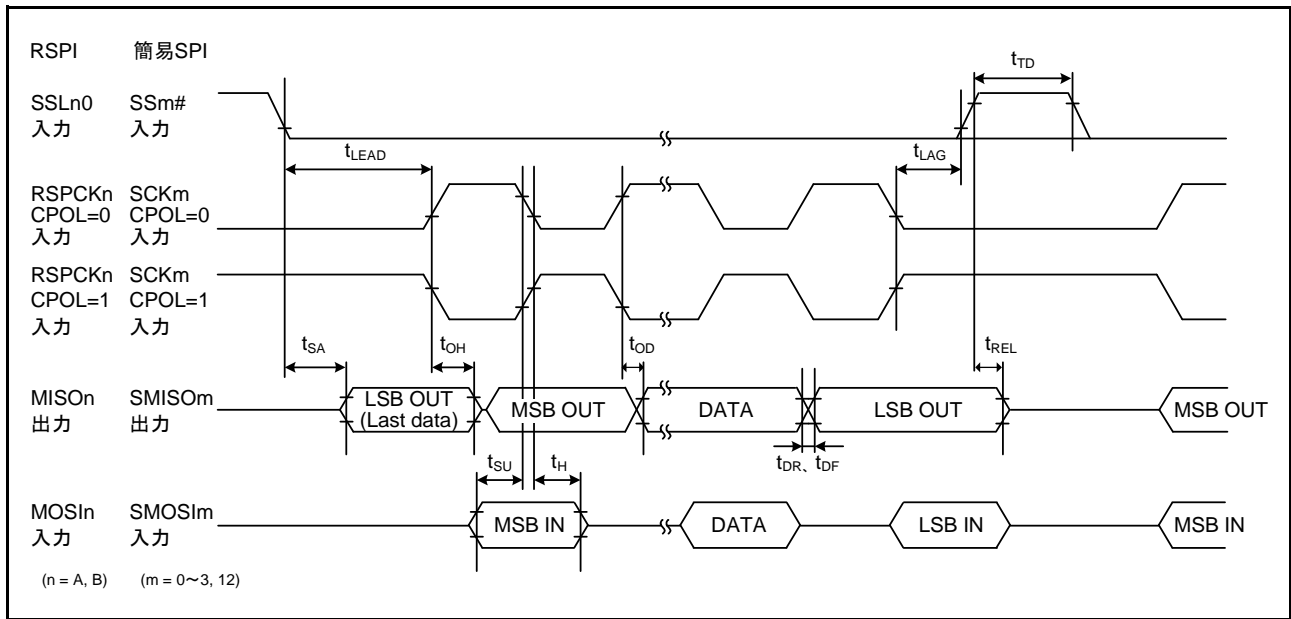 RSPI 簡易SPI
tTD
SSLn0 SSm#
入力 入力
tLEAD tLAG
RSPCKn SCKm
CPOL=0 CPOL=0
入力 入力
RSPCKn SCKm
CPOL=1 CPOL=1
入力 入力
tSA tOH tOD tREL
MISOn SMISOm
出力 出力
LSB OUT
(Last data)
MSB OUT DATA LSB OUT MSB OUT
tSU tH tDR、tDF
MOSIn SMOSIm
入力 入力
MSB IN DATA LSB IN MSB IN
(n = A, B) (m = 0～3, 12)